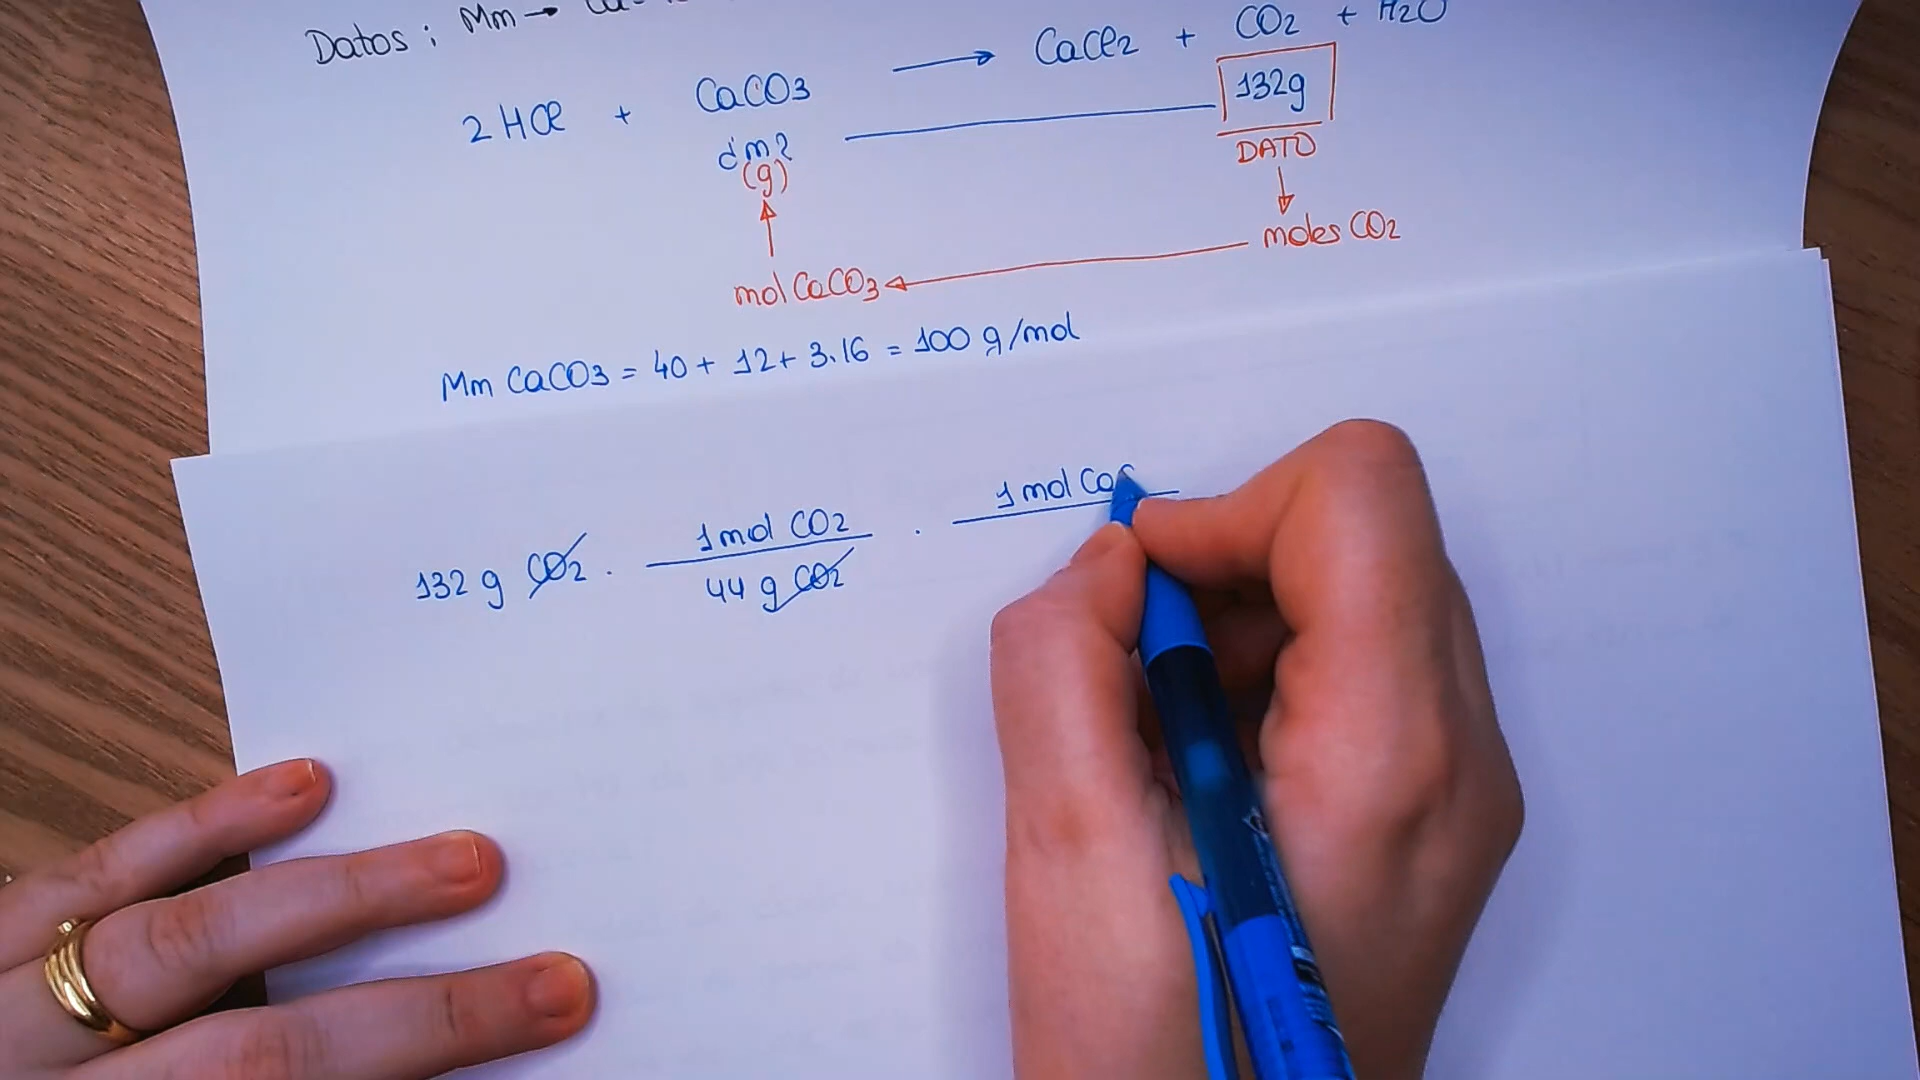 Datos : Mm →
2 HCl + CaCO3 → CaCl2 + CO2 + H2O
¿m? 132g
(g) DATO
moles CO2
mol CaCO3
Mm CaCO3 = 40 + 12 + 3.16 = 100 g/mol
132 g CO2 . 1 mol CO2 / 44 g CO2 . 1 mol CaC